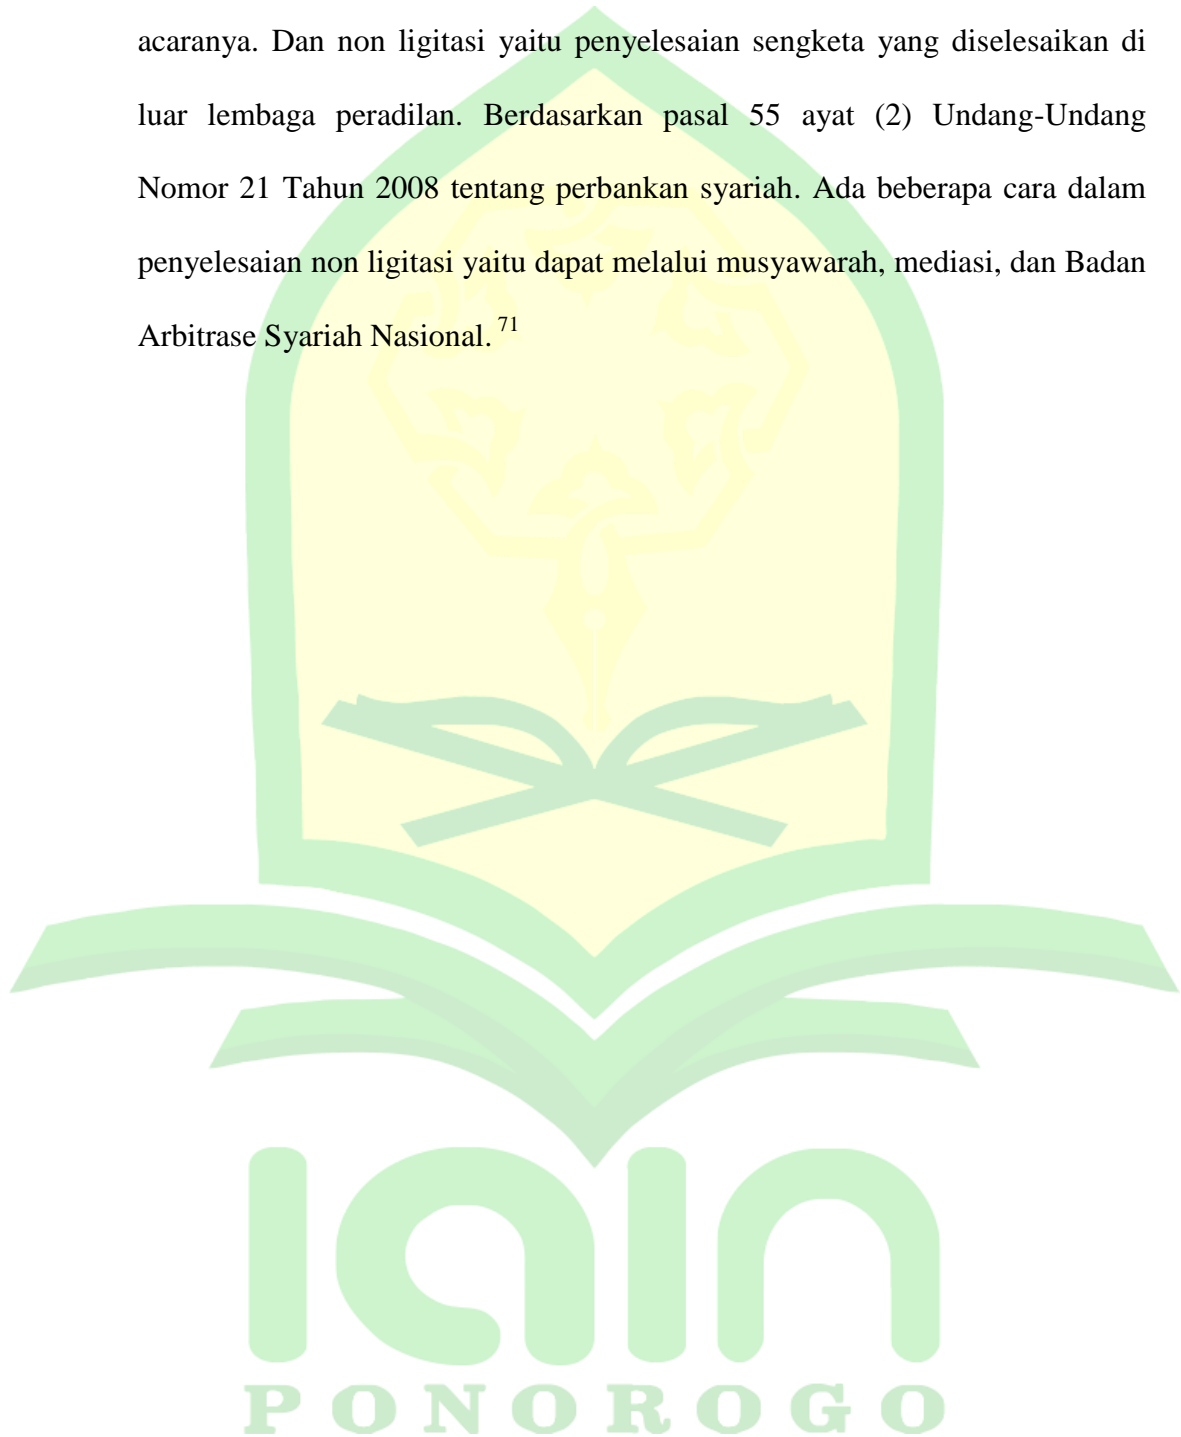 acaranya. Dan non ligitasi yaitu penyelesaian sengketa yang diselesaikan di
luar lembaga peradilan. Berdasarkan pasal 55 ayat (2) Undang-Undang
Nomor 21 Tahun 2008 tentang perbankan syariah. Ada beberapa cara dalam
penyelesaian non ligitasi yaitu dapat melalui musyawarah, mediasi, dan Badan
Arbitrase Syariah Nasional. 71
iain
PONOROGO